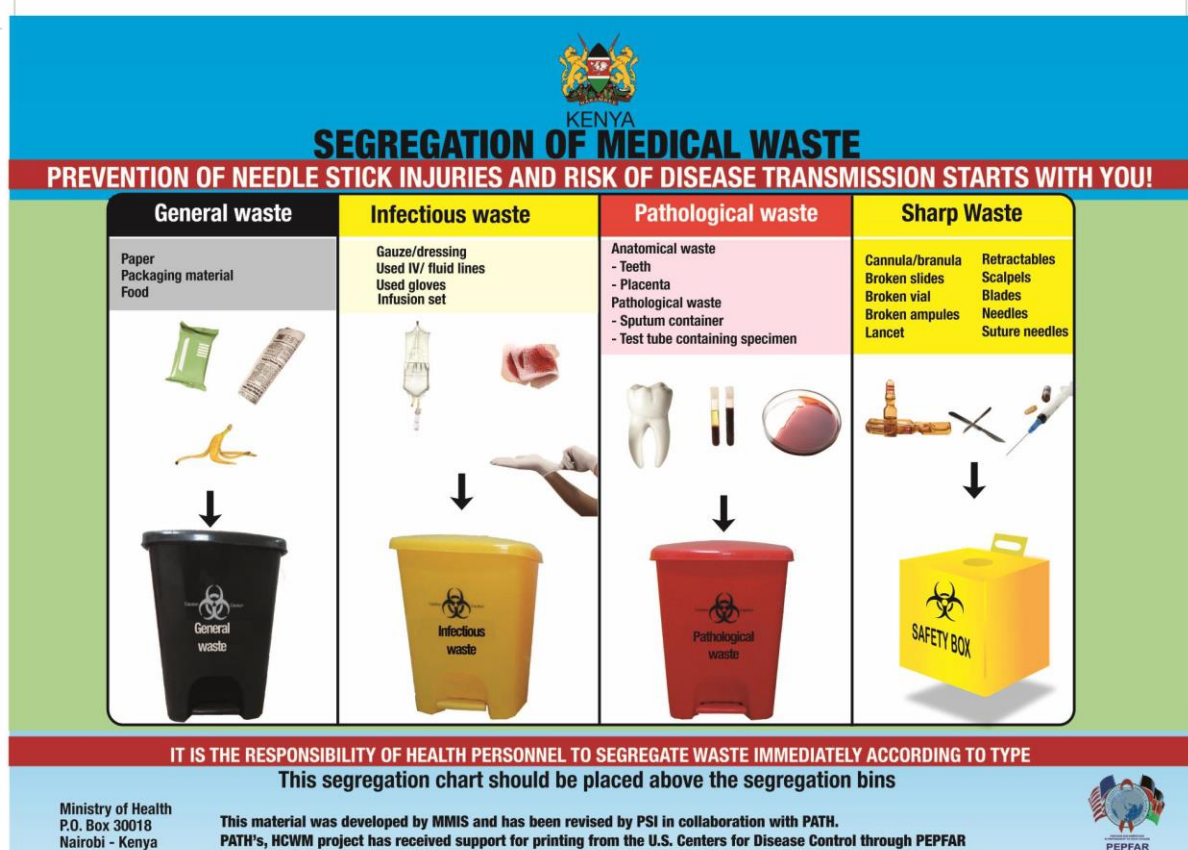 KENYA
SEGREGATION OF MEDICAL WASTE
PREVENTION OF NEEDLE STICK INJURIES AND RISK OF DISEASE TRANSMISSION STARTS WITH YOU!
General waste
Paper
Packaging material
Food
General
waste
Infectious waste
Gauze/dressing
Used IV/ fluid lines
Used gloves
Infusion set
Infectious
waste
Pathological waste
Anatomical waste
- Teeth
- Placenta
Pathological waste
- Sputum container
- Test tube containing specimen
Pathological
waste
Sharp Waste
Cannula/branula
Broken slides
Broken vial
Broken ampules
Lancet
Retractables
Scalpels
Blades
Needles
Suture needles
SAFETY BOX
IT IS THE RESPONSIBILITY OF HEALTH PERSONNEL TO SEGREGATE WASTE IMMEDIATELY ACCORDING TO TYPE
This segregation chart should be placed above the segregation bins
Ministry of Health
P.O. Box 30018
Nairobi - Kenya
This material was developed by MMIS and has been revised by PSI in collaboration with PATH.
PATH's, HCWM project has received support for printing from the U.S. Centers for Disease Control through PEPFAR
PEPFAR